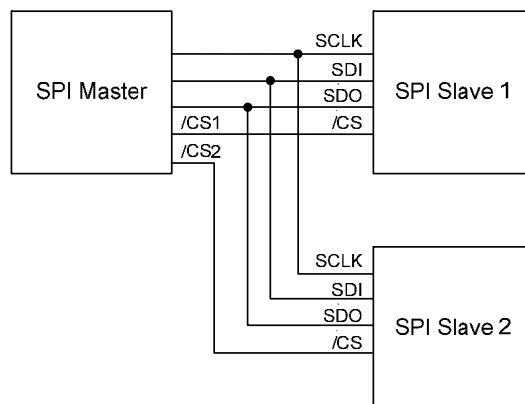 SPI Master
/CS1
/CS2
SCLK
SDI
SDO
/CS
SPI Slave 1
SCLK
SDI
SDO
/CS
SPI Slave 2